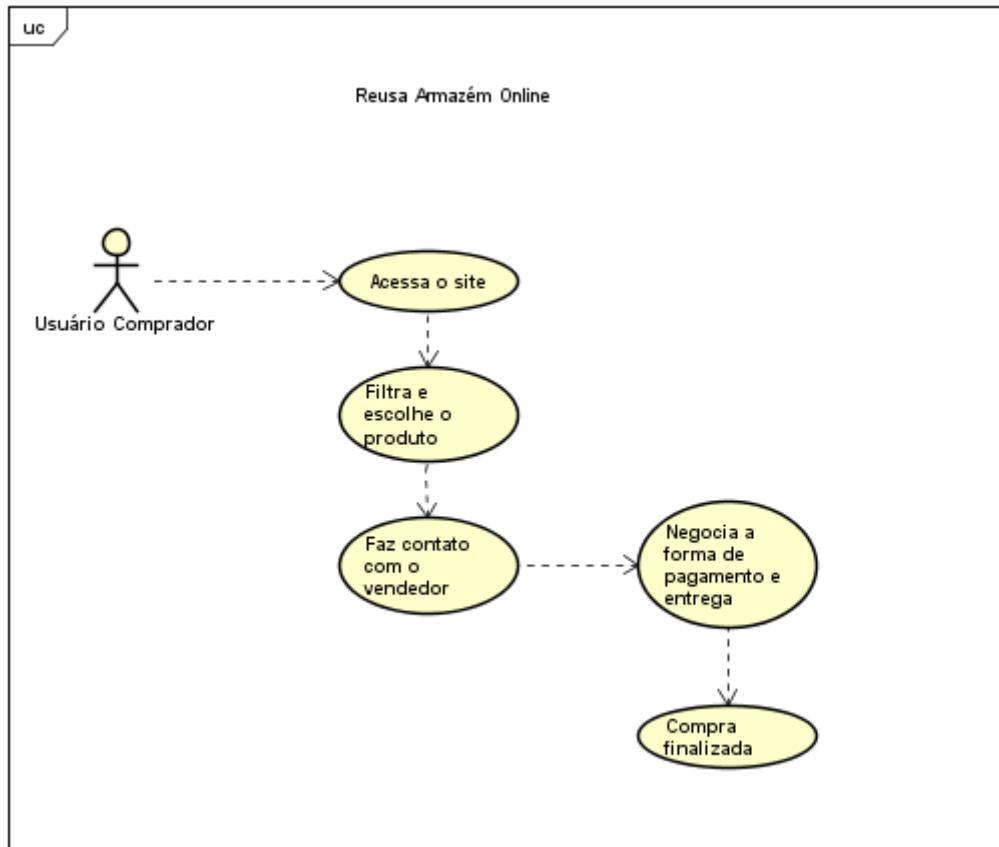 uc
Reusa Armazém Online
Acessa o site
Usuário Comprador
Filtra e
escolhe o
produto
Faz contato
com o
vendedor
Negocia a
forma de
pagamento e
entrega
Compra
finalizada